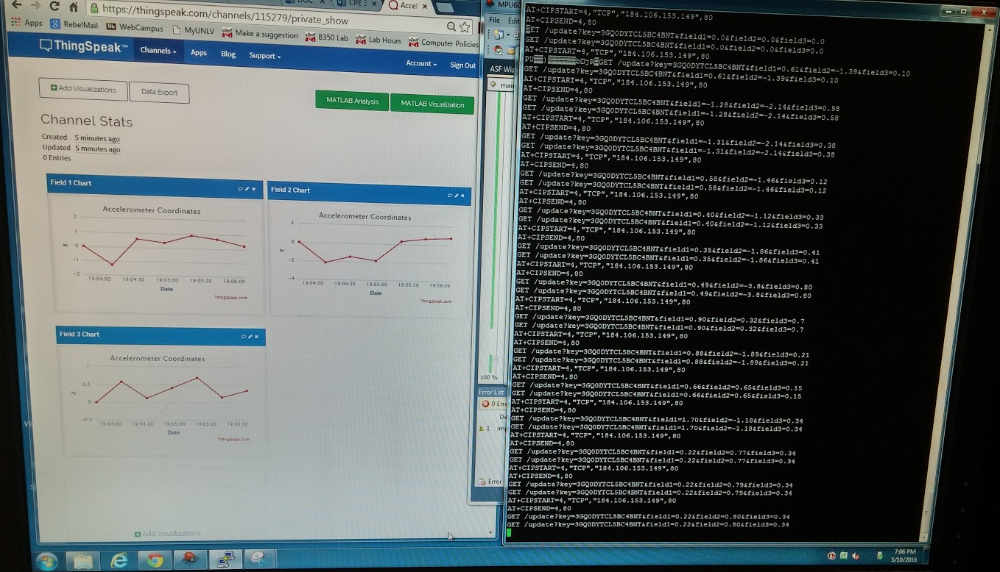 Accel
CPE 3
https://thingspeak.com/channels/115279/private_show
Apps RebelMail WebCampus MyUNLV Make a suggestion B350 Lab Lab Hours Computer Policies
ThingSpeak™ Channels Apps Blog Support Account Sign Out
Add Visualizations Data Export MATLAB Analysis MATLAB Visualization
Channel Stats
Created 5 minutes ago
Updated 5 minutes ago
0 Entries
Field 1 Chart
Accelerometer Coordinates
2
1
0
-1
-2
X
19:04:00 19:04:30 19:05:00 19:05:30 19:06:00
Date
ThingSpeak.com
Field 2 Chart
Accelerometer Coordinates
2
0
-2
-4
Y
19:04:00 19:04:30 19:05:00 19:05:30 19:06:00
Date
ThingSpeak.com
Field 3 Chart
Accelerometer Coordinates
1
0.5
0
-0.5
Z
19:04:00 19:04:30 19:05:00 19:05:30 19:06:00
Date
ThingSpeak.com
Add Visualizations
MPU60
File Edit
ASF Wiz
main
100 %
Error List
0 Erro
De
1 imp
Error
AT+CIPSTART=4,"TCP","184.106.153.149",80
AT+CIPSEND=4,80
ET /update?key=3GQ0DYTCL5BC4BNT&field1=0.0&field2=0.0&field3=0.0
GET /update?key=3GQ0DYTCL5BC4BNT&field1=0.0&field2=0.0&field3=0.0
AT+CIPSTART=4,"TCP","184.106.153.149",80
GET /update?key=3GQ0DYTCL5BC4BNT&field1=0.61&field2=-1.39&field3=0.10
GET /update?key=3GQ0DYTCL5BC4BNT&field1=0.61&field2=-1.39&field3=0.10
AT+CIPSTART=4,"TCP","184.106.153.149",80
AT+CIPSEND=4,80
GET /update?key=3GQ0DYTCL5BC4BNT&field1=-1.28&field2=-2.14&field3=0.58
GET /update?key=3GQ0DYTCL5BC4BNT&field1=-1.28&field2=-2.14&field3=0.58
AT+CIPSTART=4,"TCP","184.106.153.149",80
AT+CIPSEND=4,80
GET /update?key=3GQ0DYTCL5BC4BNT&field1=-1.31&field2=-2.14&field3=0.38
GET /update?key=3GQ0DYTCL5BC4BNT&field1=-1.31&field2=-2.14&field3=0.38
AT+CIPSTART=4,"TCP","184.106.153.149",80
AT+CIPSEND=4,80
GET /update?key=3GQ0DYTCL5BC4BNT&field1=0.58&field2=-1.46&field3=0.12
GET /update?key=3GQ0DYTCL5BC4BNT&field1=0.58&field2=-1.46&field3=0.12
AT+CIPSTART=4,"TCP","184.106.153.149",80
AT+CIPSEND=4,80
GET /update?key=3GQ0DYTCL5BC4BNT&field1=0.40&field2=-1.12&field3=0.33
GET /update?key=3GQ0DYTCL5BC4BNT&field1=0.40&field2=-1.12&field3=0.33
AT+CIPSTART=4,"TCP","184.106.153.149",80
AT+CIPSEND=4,80
GET /update?key=3GQ0DYTCL5BC4BNT&field1=0.35&field2=-1.86&field3=0.41
GET /update?key=3GQ0DYTCL5BC4BNT&field1=0.35&field2=-1.86&field3=0.41
AT+CIPSTART=4,"TCP","184.106.153.149",80
AT+CIPSEND=4,80
GET /update?key=3GQ0DYTCL5BC4BNT&field1=0.49&field2=-3.8&field3=0.80
GET /update?key=3GQ0DYTCL5BC4BNT&field1=0.49&field2=-3.8&field3=0.80
AT+CIPSTART=4,"TCP","184.106.153.149",80
AT+CIPSEND=4,80
GET /update?key=3GQ0DYTCL5BC4BNT&field1=0.90&field2=0.32&field3=0.7
GET /update?key=3GQ0DYTCL5BC4BNT&field1=0.90&field2=0.32&field3=0.7
AT+CIPSTART=4,"TCP","184.106.153.149",80
AT+CIPSEND=4,80
GET /update?key=3GQ0DYTCL5BC4BNT&field1=0.88&field2=-1.89&field3=0.21
GET /update?key=3GQ0DYTCL5BC4BNT&field1=0.88&field2=-1.89&field3=0.21
AT+CIPSTART=4,"TCP","184.106.153.149",80
AT+CIPSEND=4,80
GET /update?key=3GQ0DYTCL5BC4BNT&field1=0.66&field2=0.65&field3=0.15
GET /update?key=3GQ0DYTCL5BC4BNT&field1=0.66&field2=0.65&field3=0.15
AT+CIPSTART=4,"TCP","184.106.153.149",80
AT+CIPSEND=4,80
GET /update?key=3GQ0DYTCL5BC4BNT&field1=1.70&field2=-1.18&field3=0.34
GET /update?key=3GQ0DYTCL5BC4BNT&field1=1.70&field2=-1.18&field3=0.34
AT+CIPSTART=4,"TCP","184.106.153.149",80
AT+CIPSEND=4,80
GET /update?key=3GQ0DYTCL5BC4BNT&field1=0.22&field2=0.77&field3=0.34
GET /update?key=3GQ0DYTCL5BC4BNT&field1=0.22&field2=0.77&field3=0.34
AT+CIPSTART=4,"TCP","184.106.153.149",80
AT+CIPSEND=4,80
GET /update?key=3GQ0DYTCL5BC4BNT&field1=0.22&field2=0.79&field3=0.34
GET /update?key=3GQ0DYTCL5BC4BNT&field1=0.22&field2=0.79&field3=0.34
AT+CIPSTART=4,"TCP","184.106.153.149",80
AT+CIPSEND=4,80
GET /update?key=3GQ0DYTCL5BC4BNT&field1=0.22&field2=0.80&field3=0.34
GET /update?key=3GQ0DYTCL5BC4BNT&field1=0.22&field2=0.80&field3=0.34
7:06 PM
5/10/2016